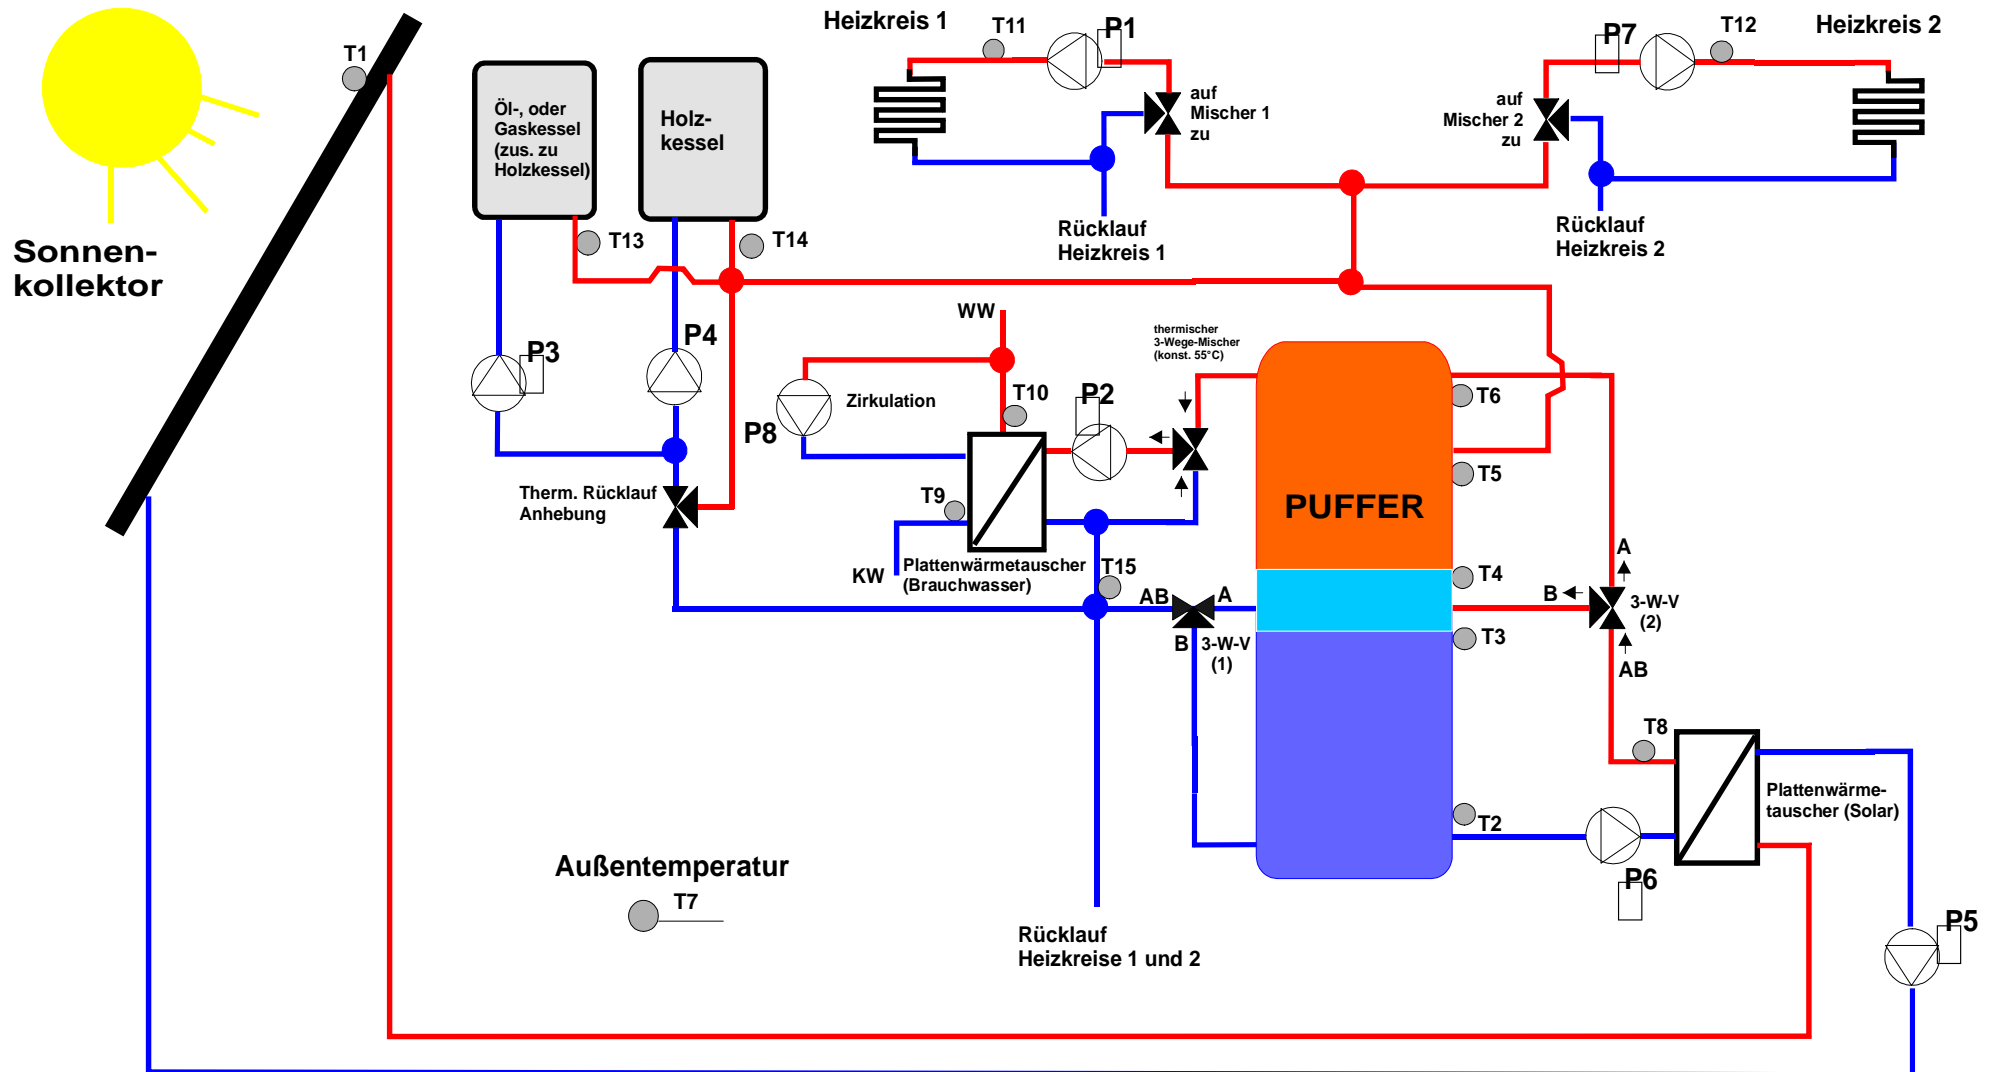 Heizkreis 1
T11
P1
P7
T12
Heizkreis 2
T1
Öl-, oder
Gaskessel
(zus. zu
Holzkessel)
Holz-
kessel
auf
Mischer 1
zu
auf
Mischer 2
zu
Sonnen-
kollektor
T13
T14
Rücklauf
Heizkreis 1
Rücklauf
Heizkreis 2
WW
thermischer
3-Wege-Mischer
(konst. 55°C)
P3
P4
Zirkulation
P8
T10
P2
T6
T5
PUFFER
Therm. Rücklauf
Anhebung
T9
KW
Plattenwärmetauscher
(Brauchwasser)
T15
AB
A
B
3-W-V
(1)
T4
T3
A
B
3-W-V
(2)
AB
T8
Plattenwärme-
tauscher (Solar)
T2
P6
P5
Außentemperatur
T7
Rücklauf
Heizkreise 1 und 2